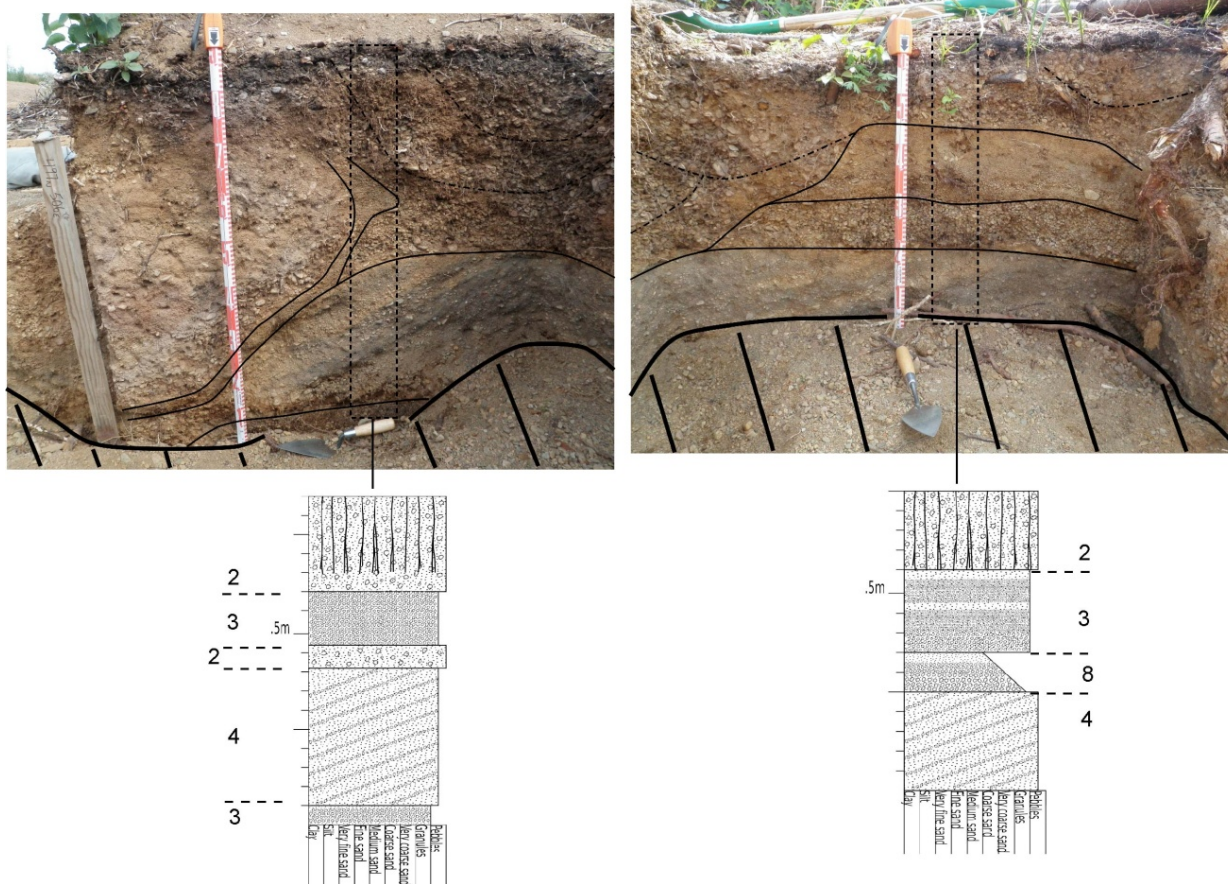 2
3
.5m
2
4
3
Clay
Silt
Very fine sand
Fine sand
Medium sand
Coarse sand
Very coarse sand
Granules
Pebbles
2
.5m
3
8
4
Clay
Silt
Very fine sand
Fine sand
Medium sand
Coarse sand
Very coarse sand
Granules
Pebbles